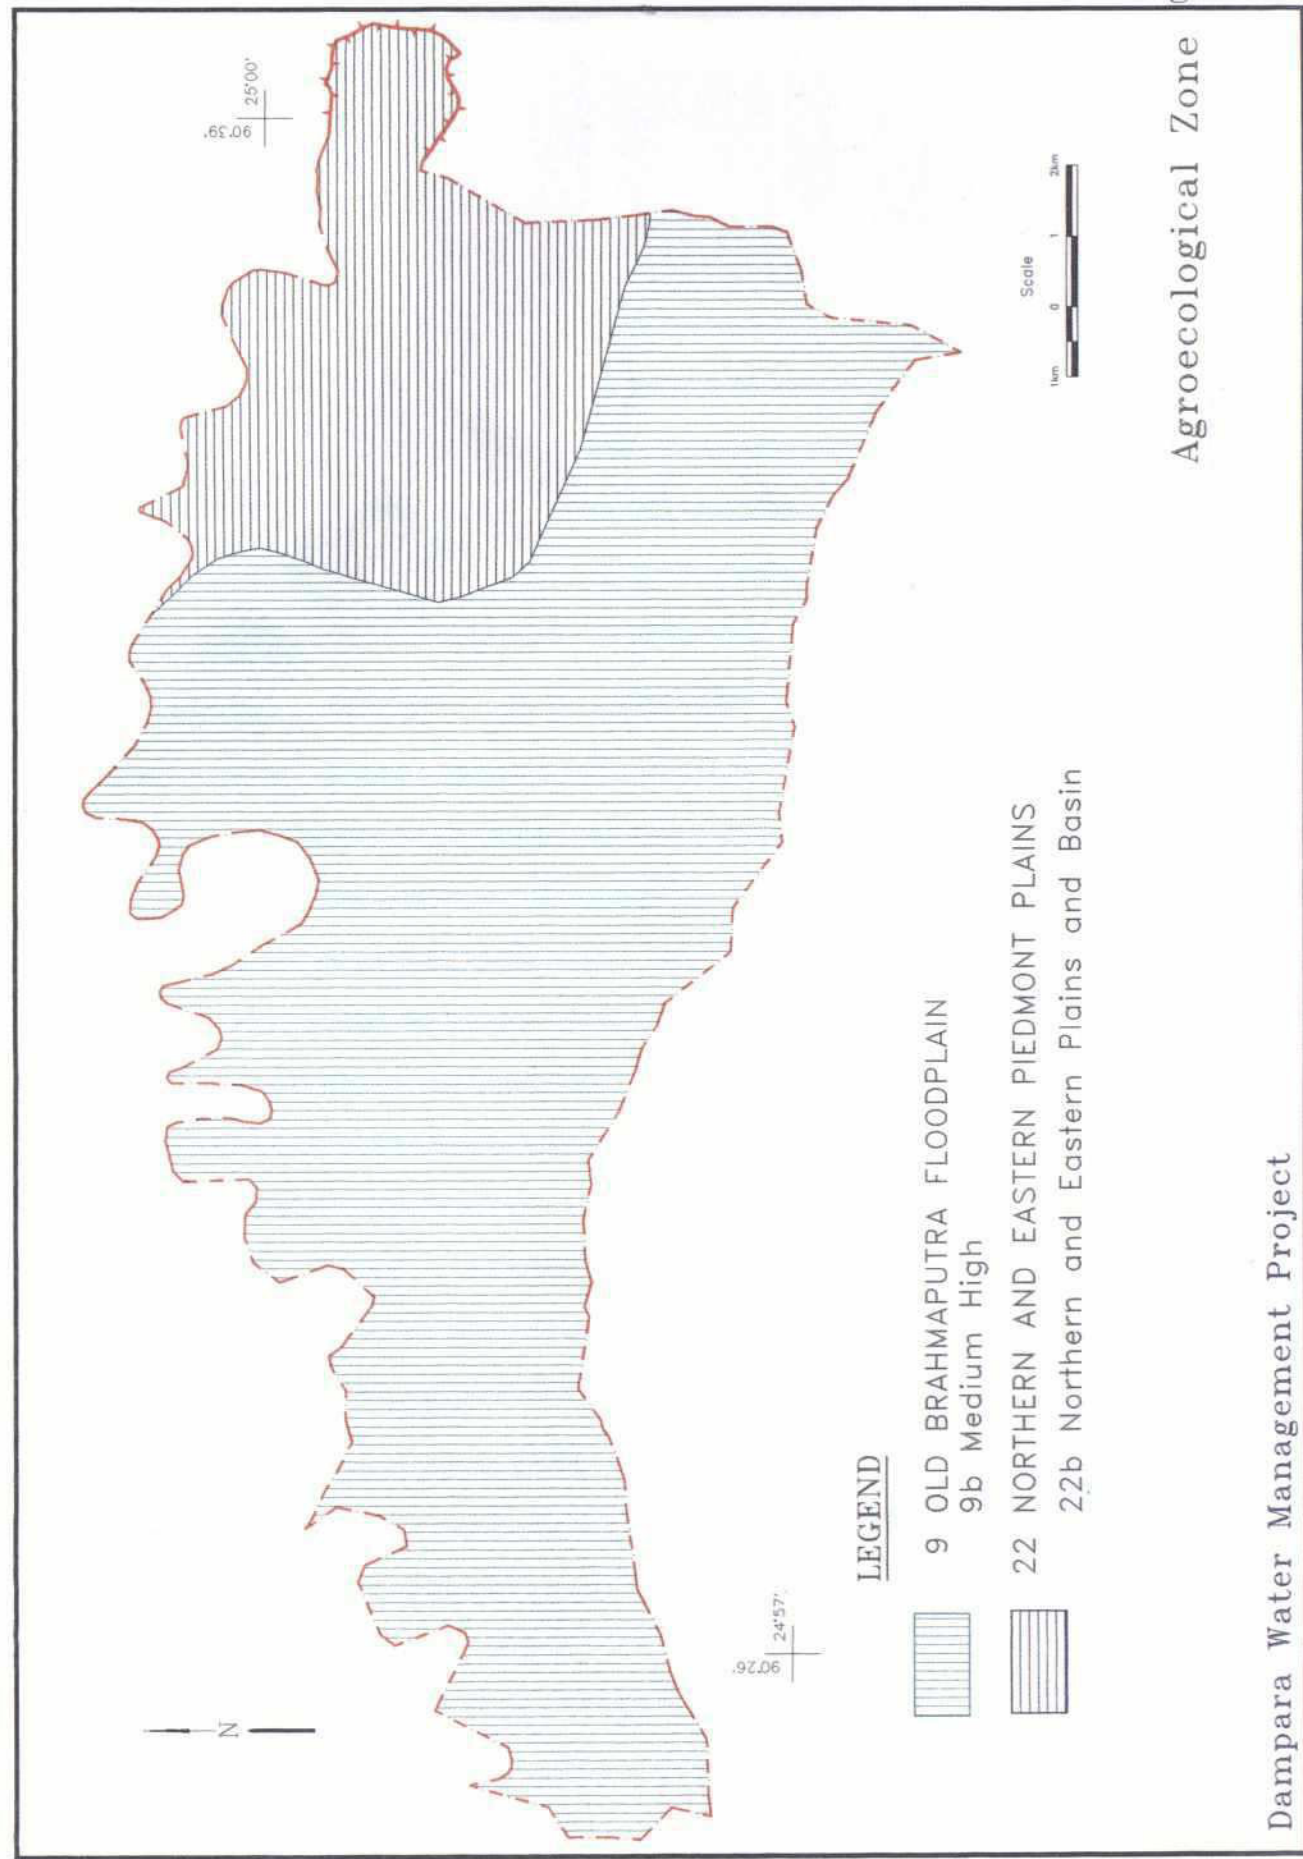 90°39'
25°00'
N
90°26'
24°57'
LEGEND
9 OLD BRAHMAPUTRA FLOODPLAIN
9b Medium High
22 NORTHERN AND EASTERN PIEDMONT PLAINS
22b Northern and Eastern Plains and Basin
Scale
1km 0 1 2km
Agroecological Zone
Dampara Water Management Project